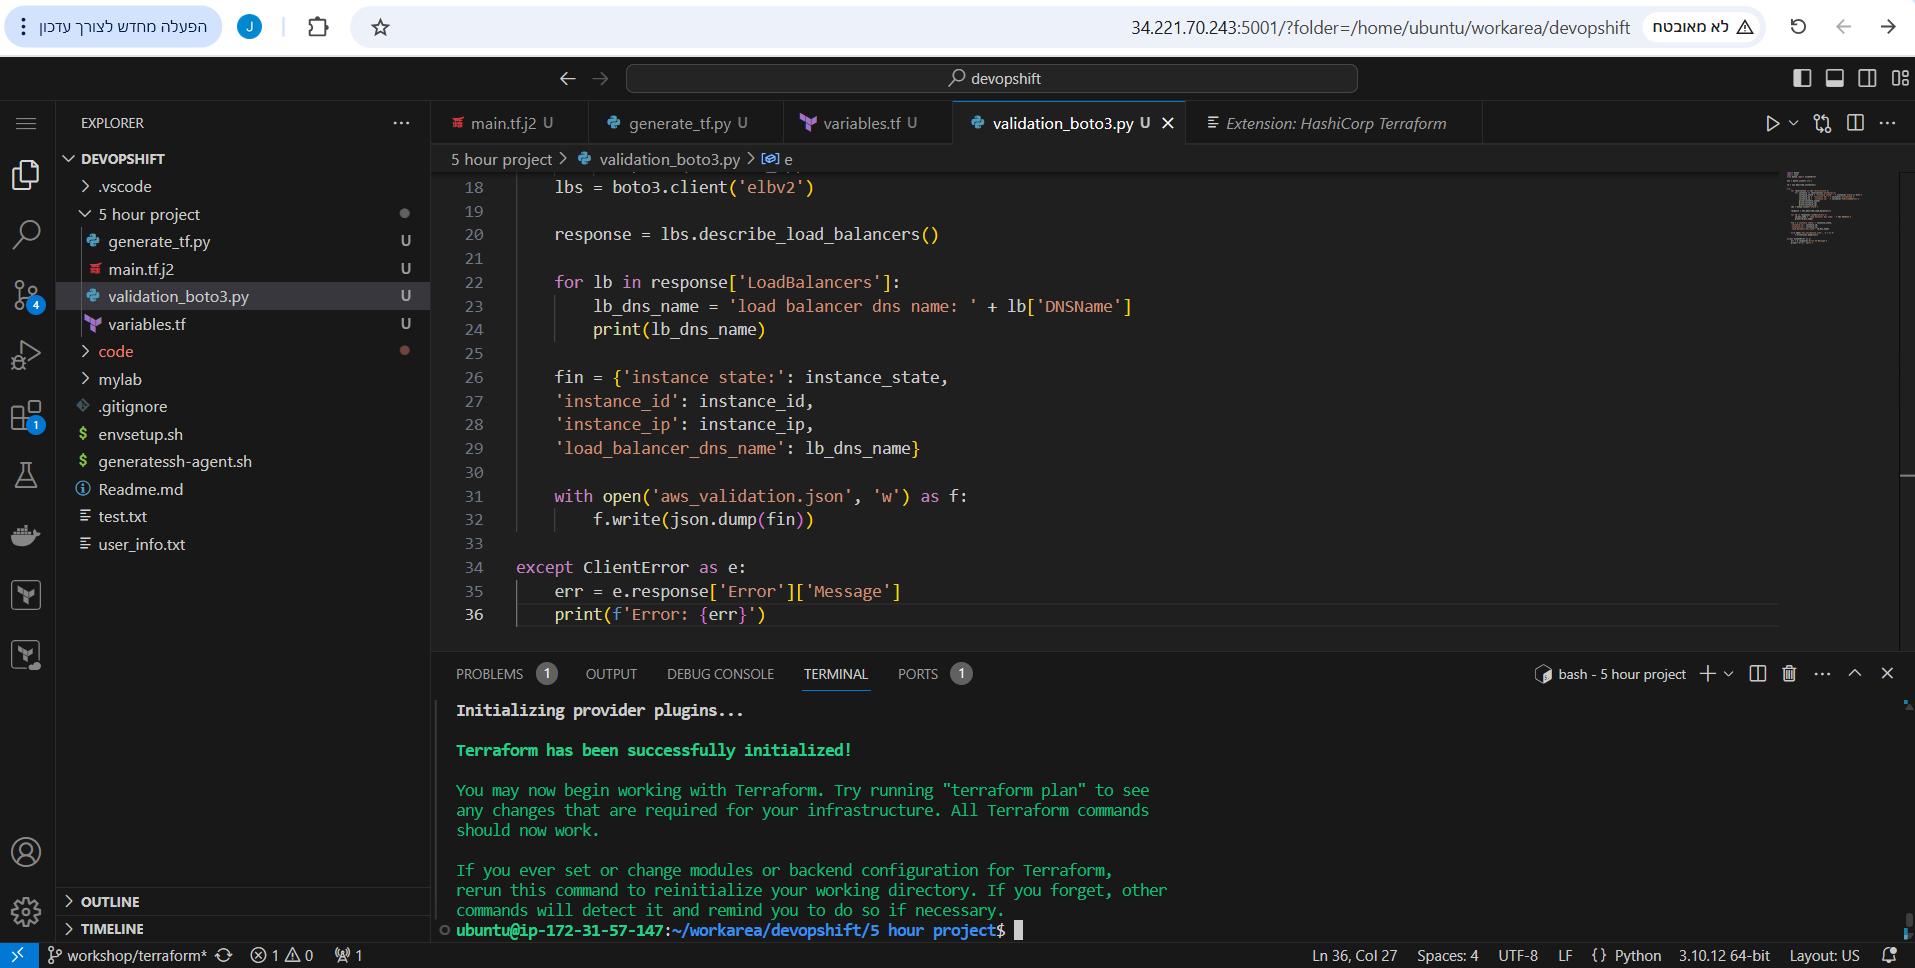 הפעלה מחדש לצורך עדכון
J
34.221.70.243:5001/?folder=/home/ubuntu/workarea/devopshift
לא מאובטח
devopshift
EXPLORER
DEVOPSHIFT
.vscode
5 hour project
generate_tf.py U
main.tf.j2 U
validation_boto3.py U
variables.tf U
code
mylab
.gitignore
$ envsetup.sh
$ generatessh-agent.sh
Readme.md
test.txt
user_info.txt
OUTLINE
TIMELINE
4
1
main.tf.j2 U
generate_tf.py U
variables.tf U
validation_boto3.py U
Extension: HashiCorp Terraform
5 hour project > validation_boto3.py > e
18 lbs = boto3.client('elbv2')
19
20 response = lbs.describe_load_balancers()
21
22 for lb in response['LoadBalancers']:
23 lb_dns_name = 'load balancer dns name: ' + lb['DNSName']
24 print(lb_dns_name)
25
26 fin = {'instance state:': instance_state,
27 'instance_id': instance_id,
28 'instance_ip': instance_ip,
29 'load_balancer_dns_name': lb_dns_name}
30
31 with open('aws_validation.json', 'w') as f:
32 f.write(json.dump(fin))
33
34 except ClientError as e:
35 err = e.response['Error']['Message']
36 print(f'Error: {err}')
PROBLEMS 1 OUTPUT DEBUG CONSOLE TERMINAL PORTS 1
bash - 5 hour project
Initializing provider plugins...
Terraform has been successfully initialized!
You may now begin working with Terraform. Try running "terraform plan" to see
any changes that are required for your infrastructure. All Terraform commands
should now work.
If you ever set or change modules or backend configuration for Terraform,
rerun this command to reinitialize your working directory. If you forget, other
commands will detect it and remind you to do so if necessary.
ubuntu@ip-172-31-57-147:~/workarea/devopshift/5 hour project$
workshop/terraform* 1 0 1
Ln 36, Col 27 Spaces: 4 UTF-8 LF {} Python 3.10.12 64-bit Layout: US